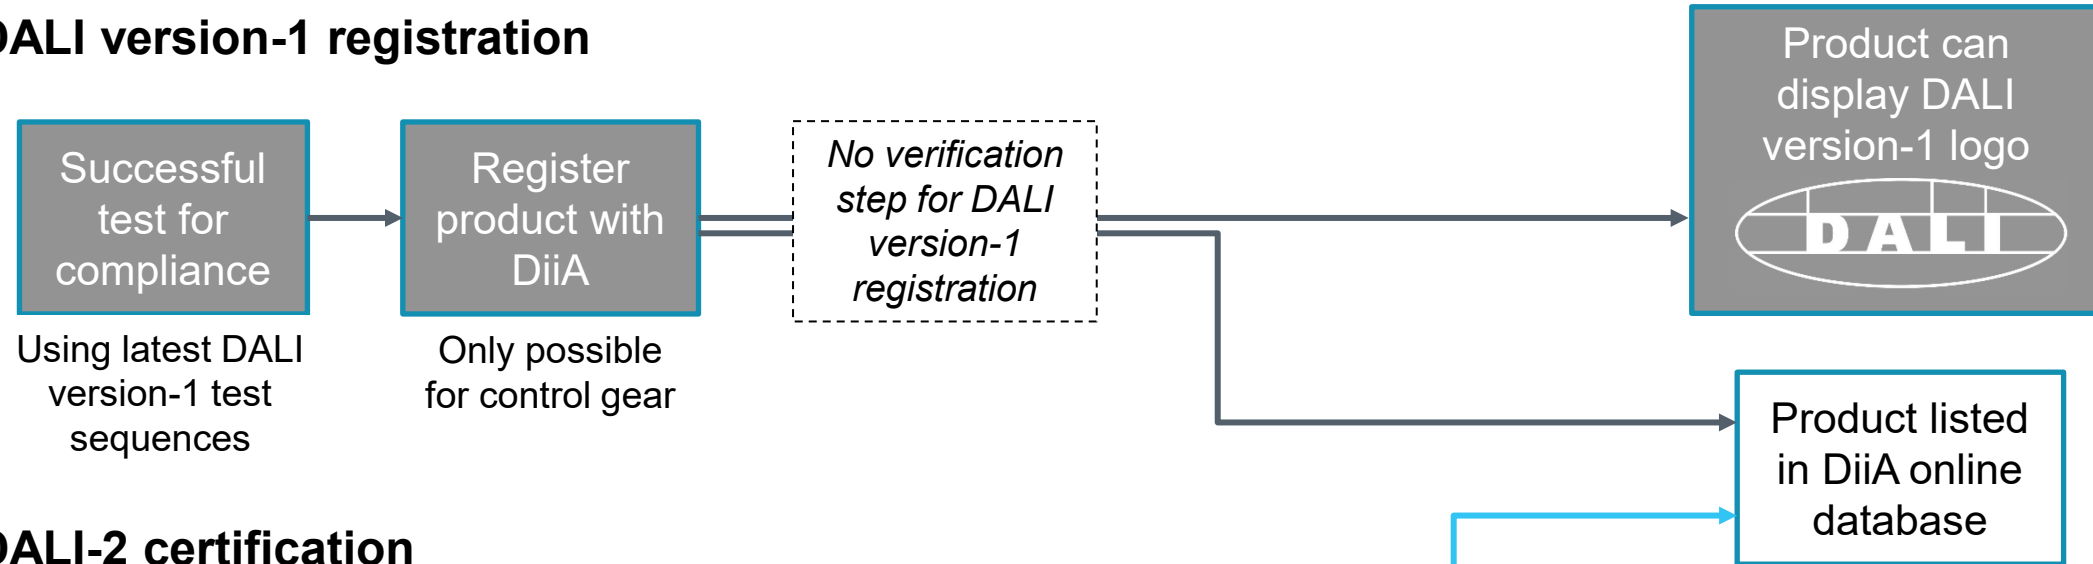 DALI version-1 registration
Product can
display DALI
version-1 logo
DALI
Successful
test for
compliance
Register
product with
DiiA
No verification
step for DALI
version-1
registration
Using latest DALI
version-1 test
sequences
Only possible
for control gear
Product listed
in DiiA online
database
DALI-2 certification